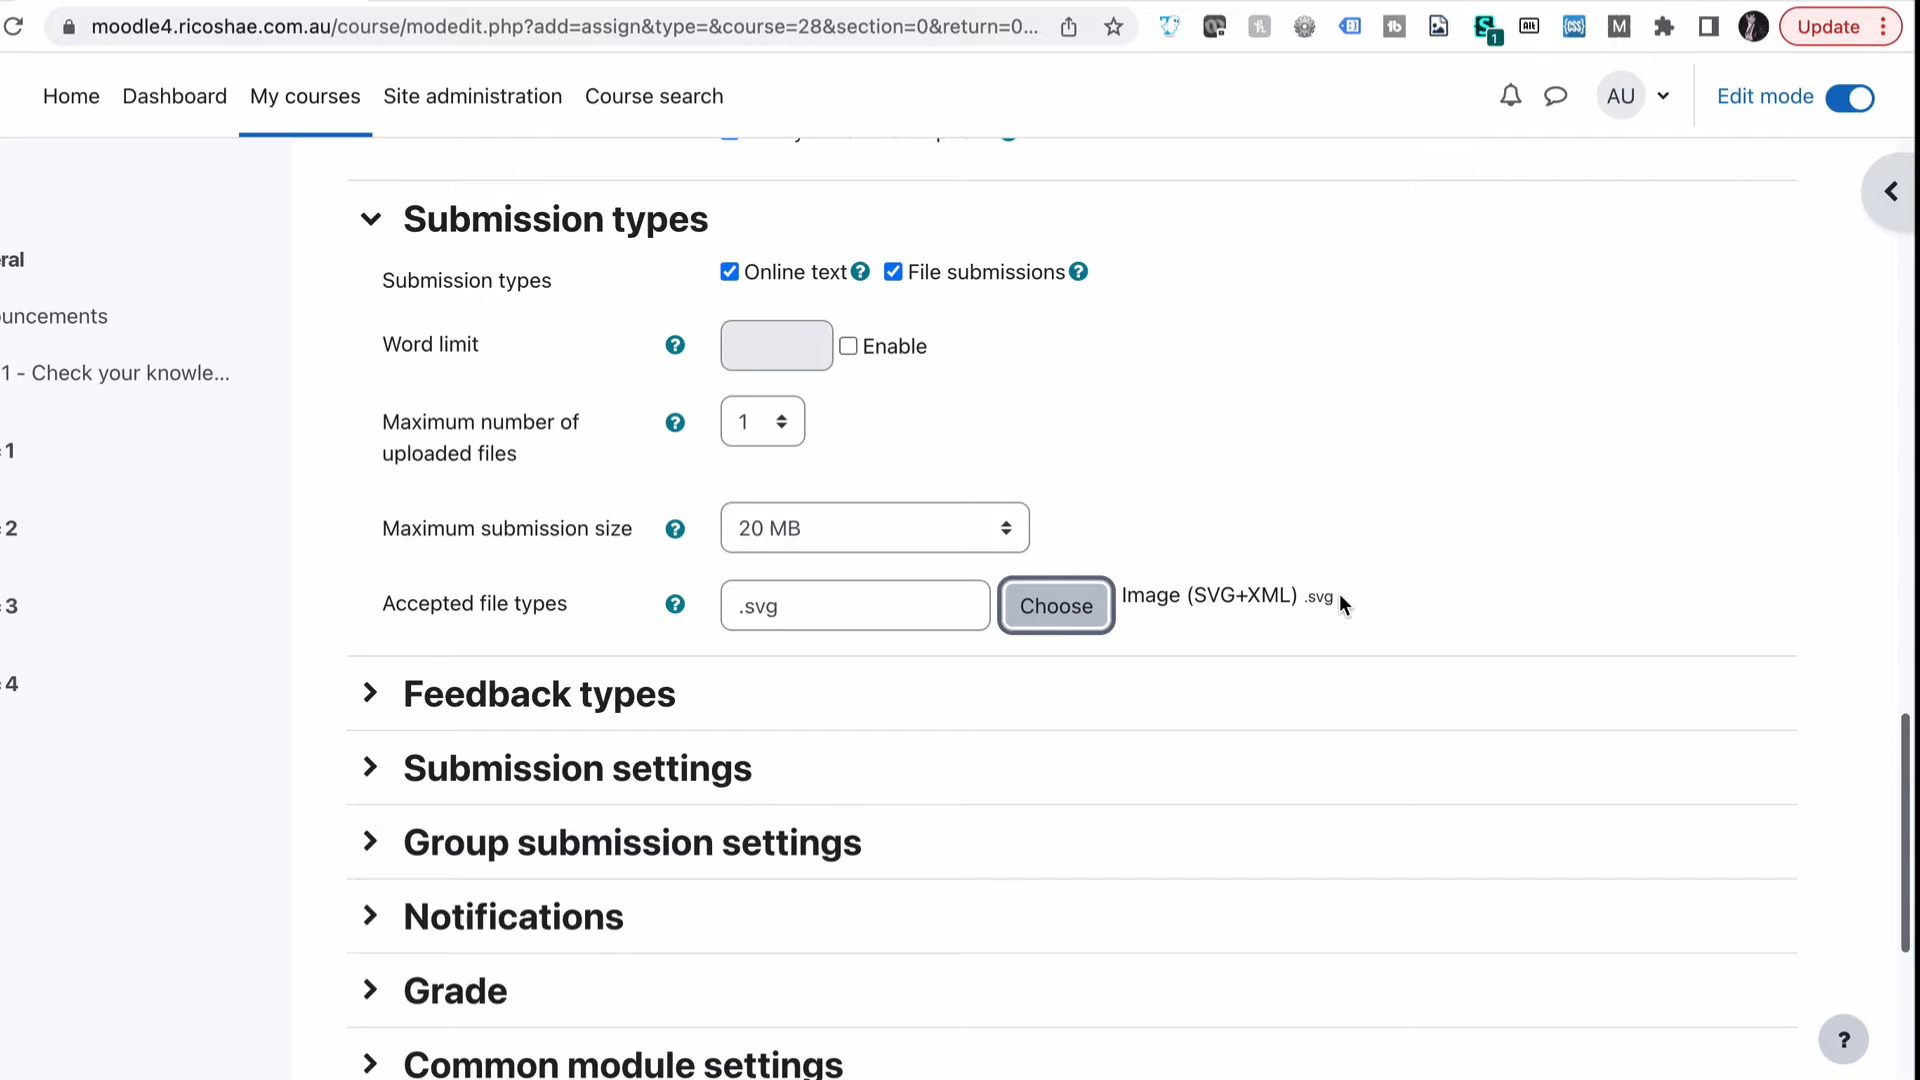 moodle4.ricoshae.com.au/course/modedit.php?add=assign&type=&course=28&section=0&return=0...
1
Update
Home Dashboard My courses Site administration Course search
AU
Edit mode
Submission types
Submission types
Online text ? File submissions ?
eral
ouncements
Word limit ? Enable
1 - Check your knowle...
Maximum number of
uploaded files
? 1
1
Maximum submission size ? 20 MB
2
Accepted file types ? .svg Choose Image (SVG+XML) .svg
3
Feedback types
4
Submission settings
Group submission settings
Notifications
Grade
?
Common module settings